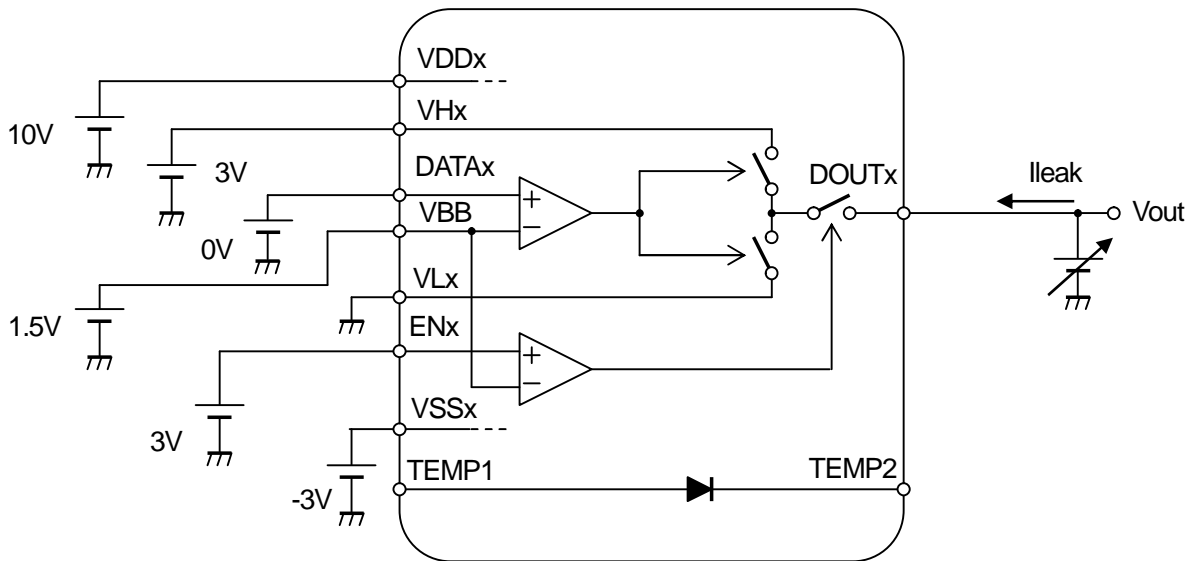 VDDx
10V
VHx
3V
DATAx
DOUTx
Ileak
+
VBB
−
Vout
0V
VLx
1.5V
ENx
+
−
VSSx
3V
TEMP1
TEMP2
-3V